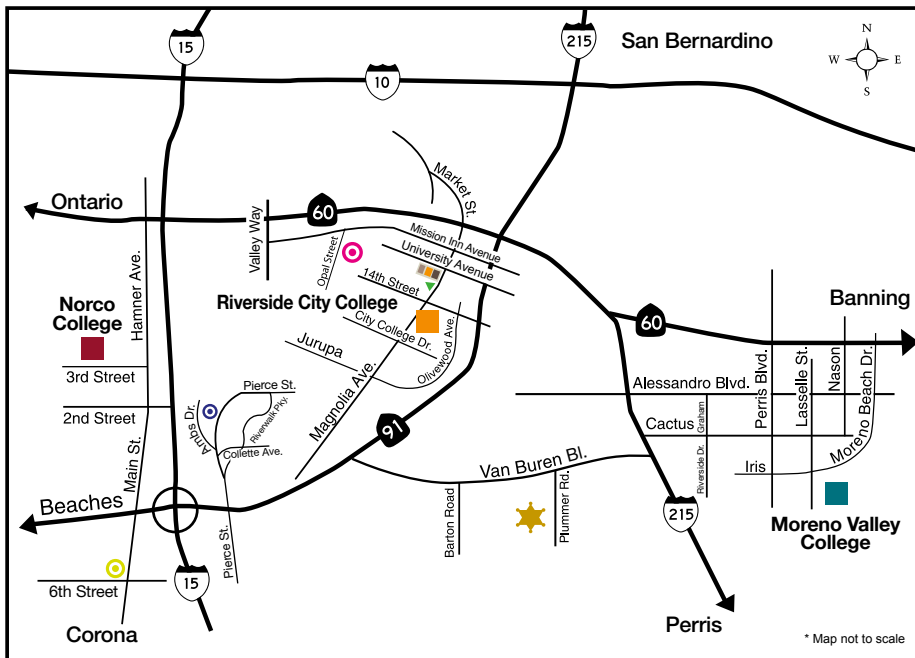 15
215
San Bernardino
N
W
E
S
10
Market St.
Ontario
60
Valley Way
Mission Inn Avenue
University Avenue
Opal Street
14th Street
Hamner Ave.
Norco
College
Riverside City College
City College Dr.
Olivewood Ave.
Jurupa
Magnolia Ave.
60
Banning
Perris Blvd.
Lasselle St.
Nason
Moreno Beach Dr.
3rd Street
Pierce St.
Alessandro Blvd.
2nd Street
Ambs Dr.
Riverwalk Pky.
Collette Ave.
Cactus
Graham
Main St.
91
Van Buren Bl.
Riverside Dr.
Iris
Beaches
Pierce St.
Barton Road
Plummer Rd.
215
Moreno Valley
College
15
6th Street
Corona
Perris
* Map not to scale